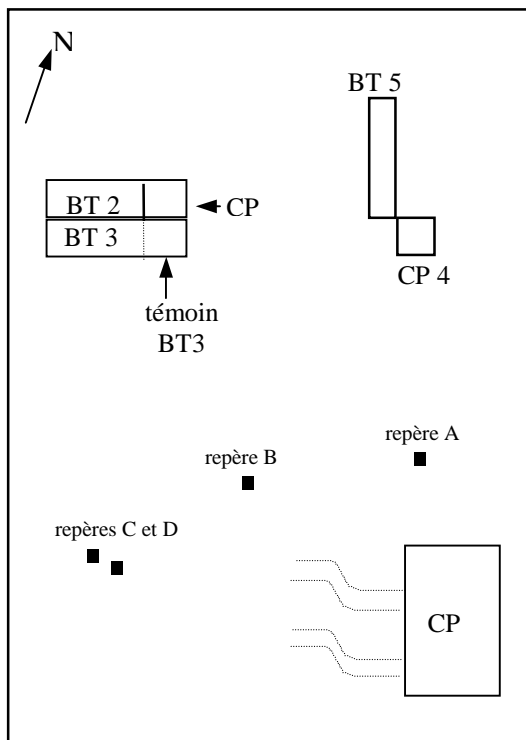 N
BT 5
BT 2
CP
BT 3
CP 4
témoin
BT3
repère A
repère B
repères C et D
CP